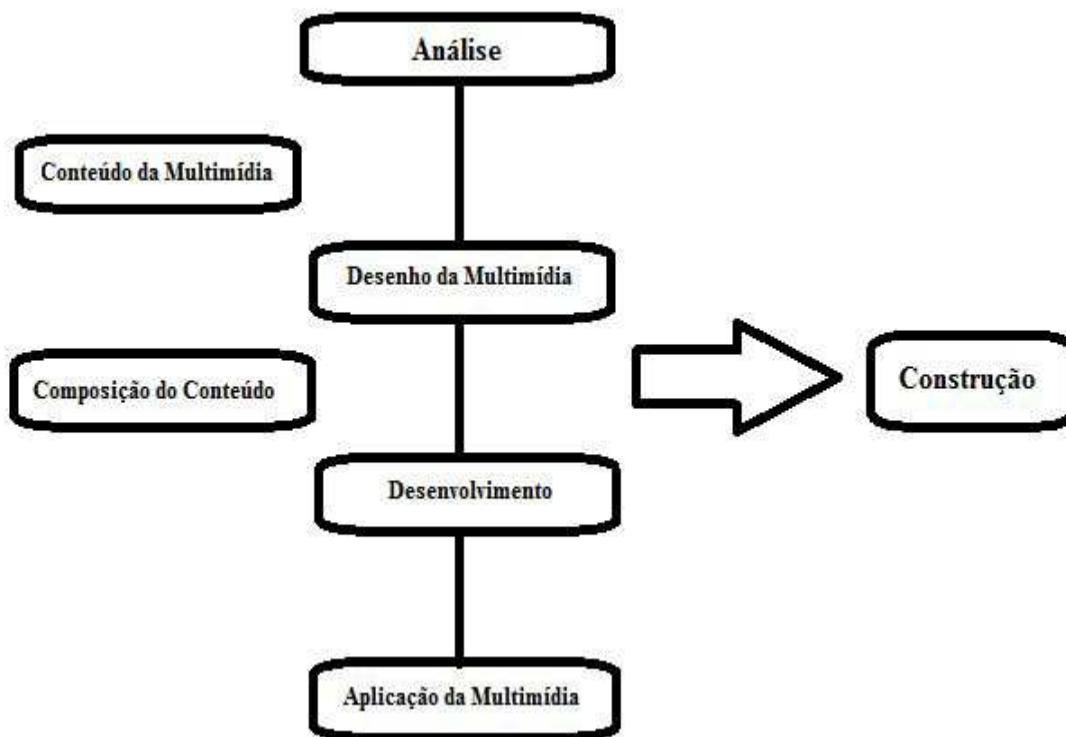 Análise
Conteúdo da Multimídia
Desenho da Multimídia
Composição do Conteúdo
Construção
Desenvolvimento
Aplicação da Multimídia